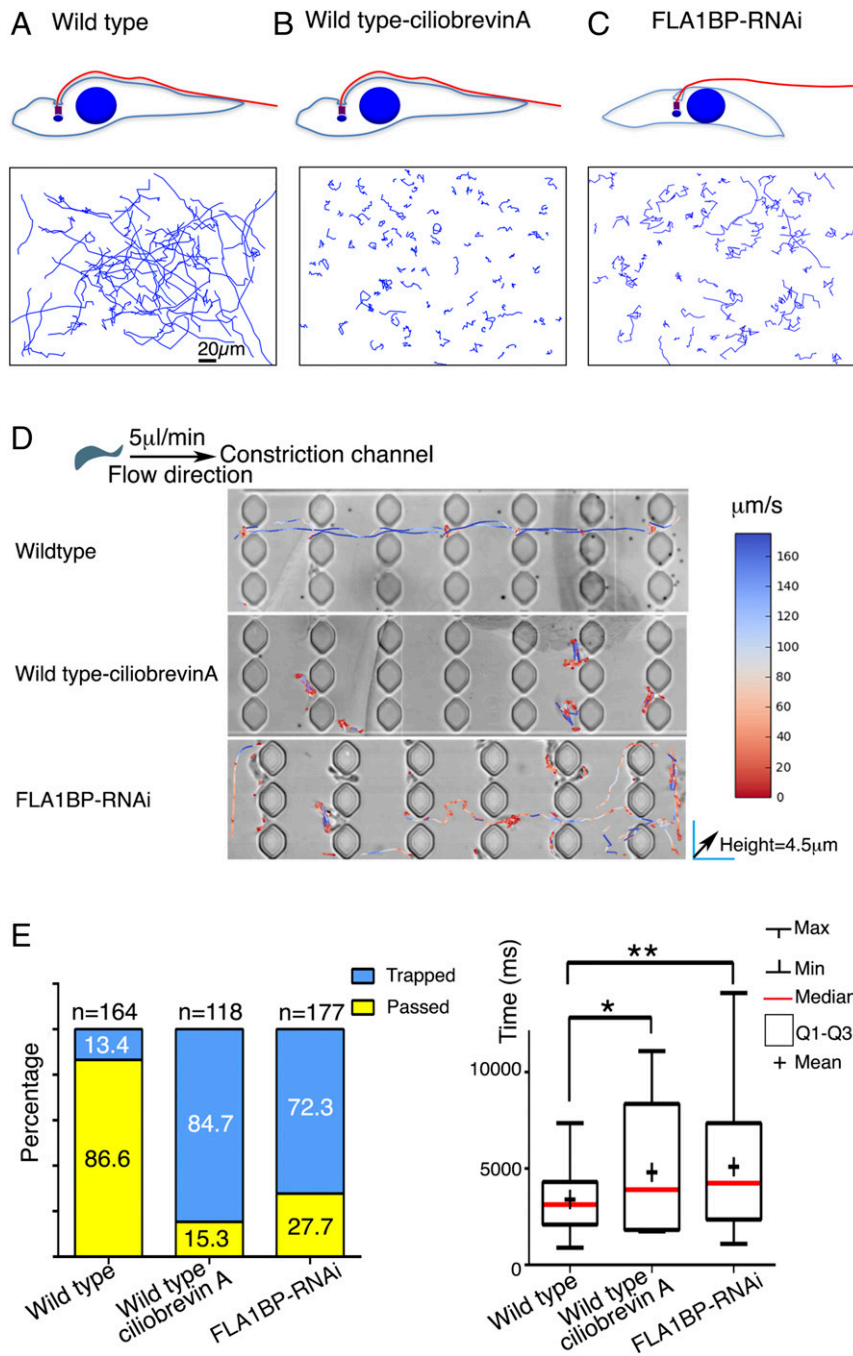 A Wild type
B Wild type-ciliobrevinA
C FLA1BP-RNAi
20µm
D
5µl/min
Flow direction
Constriction channel
µm/s
Wildtype
Wild type-ciliobrevinA
FLA1BP-RNAi
160
140
120
100
80
60
40
20
0
Height=4.5µm
E
Percentage
n=164
n=118
n=177
Trapped
Passed
13.4
86.6
84.7
15.3
72.3
27.7
Wild type
Wild type
ciliobrevin A
FLA1BP-RNAi
Time (ms)
10000
5000
0
*
**
Max
Min
Median
Q1-Q3
Mean
Wild type
Wild type
ciliobrevin A
FLA1BP-RNAi